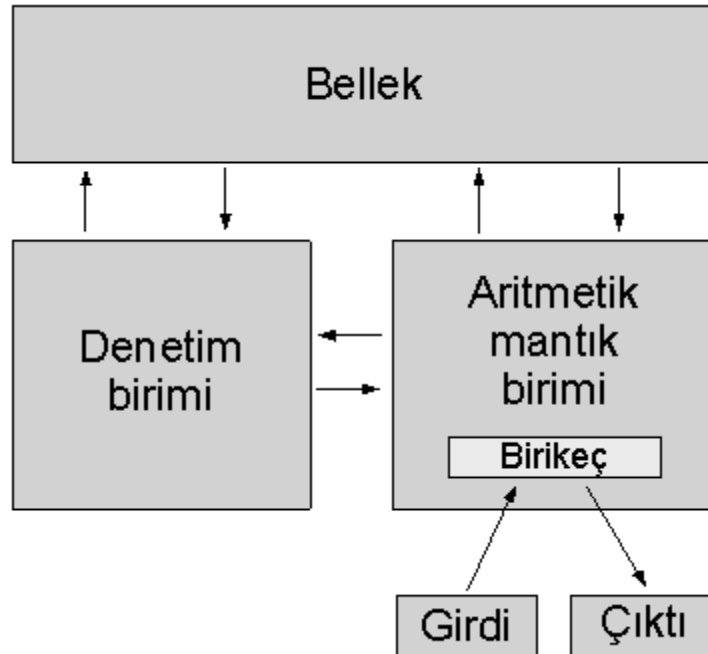 Bellek
Denetim
birimi
Aritmetik
mantık
birimi
Birikeç
Girdi
Çıktı